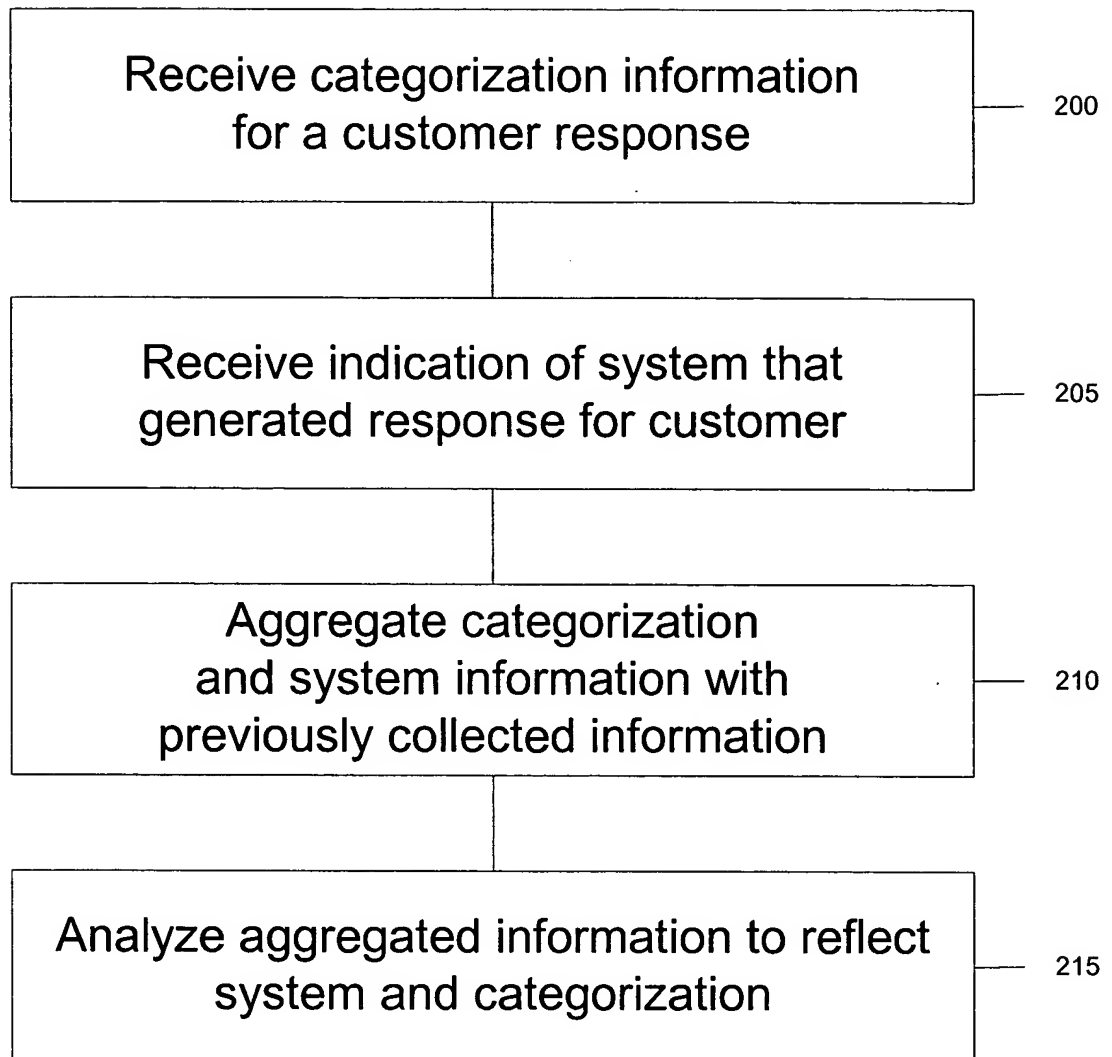 Receive categorization information
for a customer response
200
Receive indication of system that
generated response for customer
205
Aggregate categorization
and system information with
previously collected information
210
Analyze aggregated information to reflect
system and categorization
215